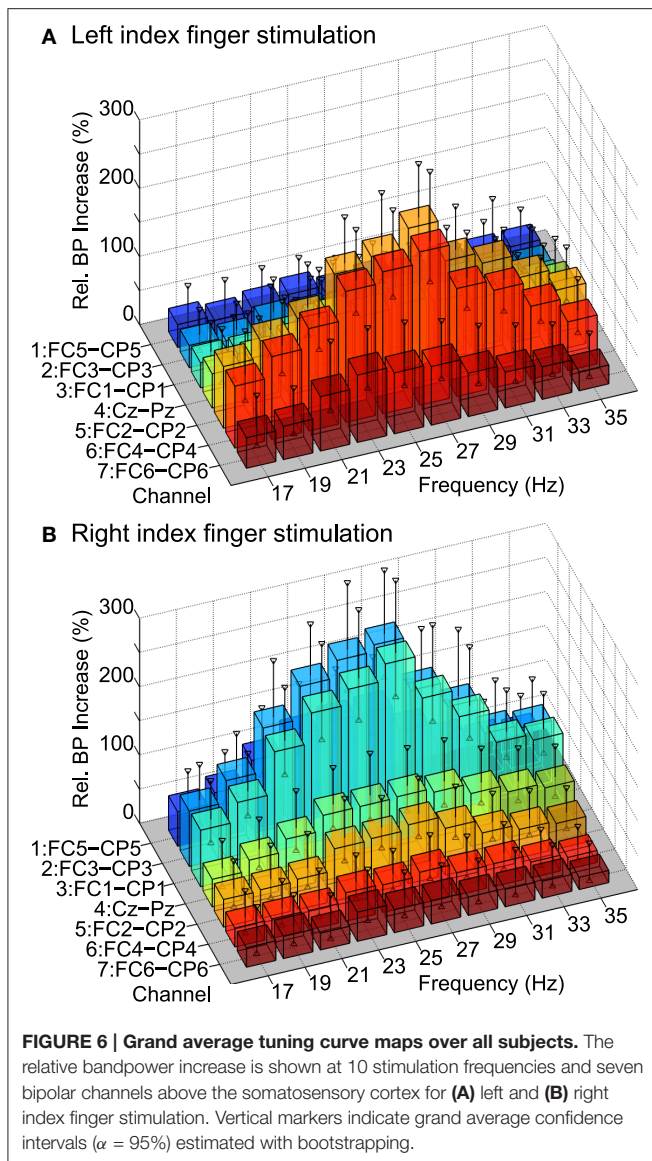 A Left index finger stimulation
300
200
100
0
Rel. BP Increase (%)
1:FC5−CP5
2:FC3−CP3
3:FC1−CP1
4:Cz−Pz
5:FC2−CP2
6:FC4−CP4
7:FC6−CP6
Channel
17
19
21
23
25
27
29
31
33
35
Frequency (Hz)
B Right index finger stimulation
300
200
100
0
Rel. BP Increase (%)
1:FC5−CP5
2:FC3−CP3
3:FC1−CP1
4:Cz−Pz
5:FC2−CP2
6:FC4−CP4
7:FC6−CP6
Channel
17
19
21
23
25
27
29
31
33
35
Frequency (Hz)
FIGURE 6 | Grand average tuning curve maps over all subjects. The
relative bandpower increase is shown at 10 stimulation frequencies and seven
bipolar channels above the somatosensory cortex for (A) left and (B) right
index finger stimulation. Vertical markers indicate grand average confidence
intervals (α = 95%) estimated with bootstrapping.